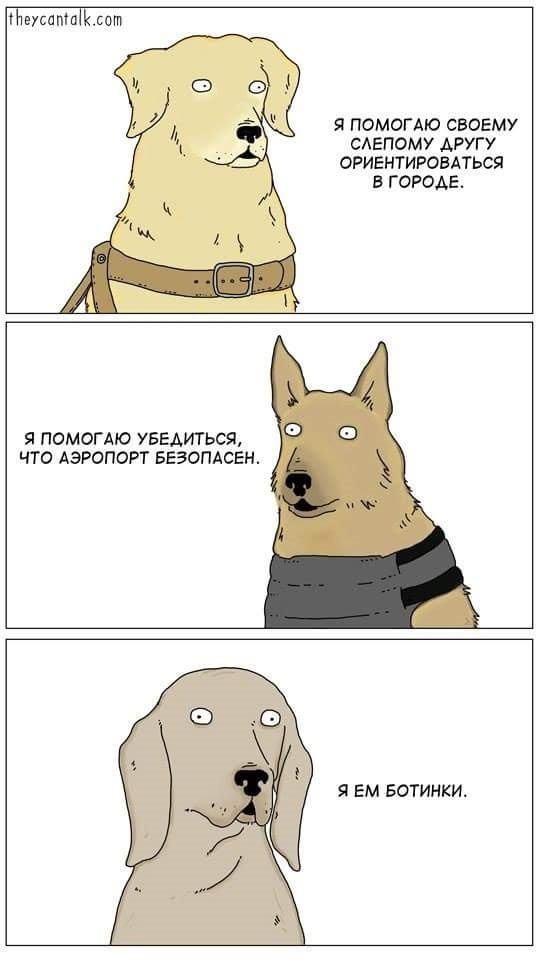 theycantalk.com
Я ПОМОГАЮ СВОЕМУ
СЛЕПОМУ ДРУГУ
ОРИЕНТИРОВАТЬСЯ
В ГОРОДЕ.
Я ПОМОГАЮ УБЕДИТЬСЯ,
ЧТО АЭРОПОРТ БЕЗОПАСЕН.
Я ЕМ БОТИНКИ.